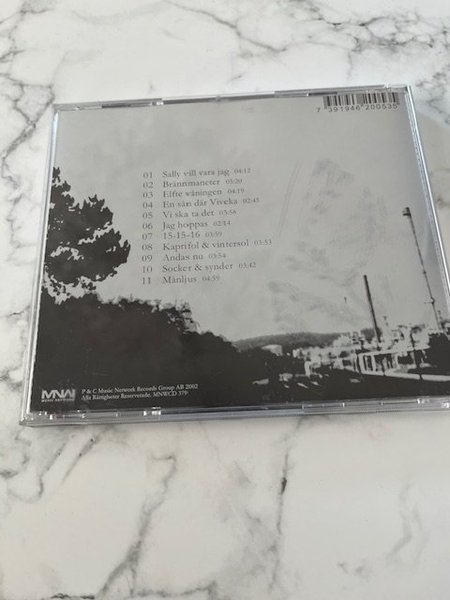 7 391946 200535
01 Sally vill vara jag 04:12
02 Brännmaneter 03:20
03 Elfte våningen 04:19
04 En sån där Viveka 02:45
05 Vi ska ta det 03:58
06 Jag hoppas 02:14
07 15-15-16 03:59
08 Kaprifol & vintersol 03:53
09 Andas nu 03:54
10 Socker & synder 03:42
11 Månljus 04:59
MNW
P & C Music Network Records Group AB 2002
Alla Rättigheter Reserverade. MNWCD 379